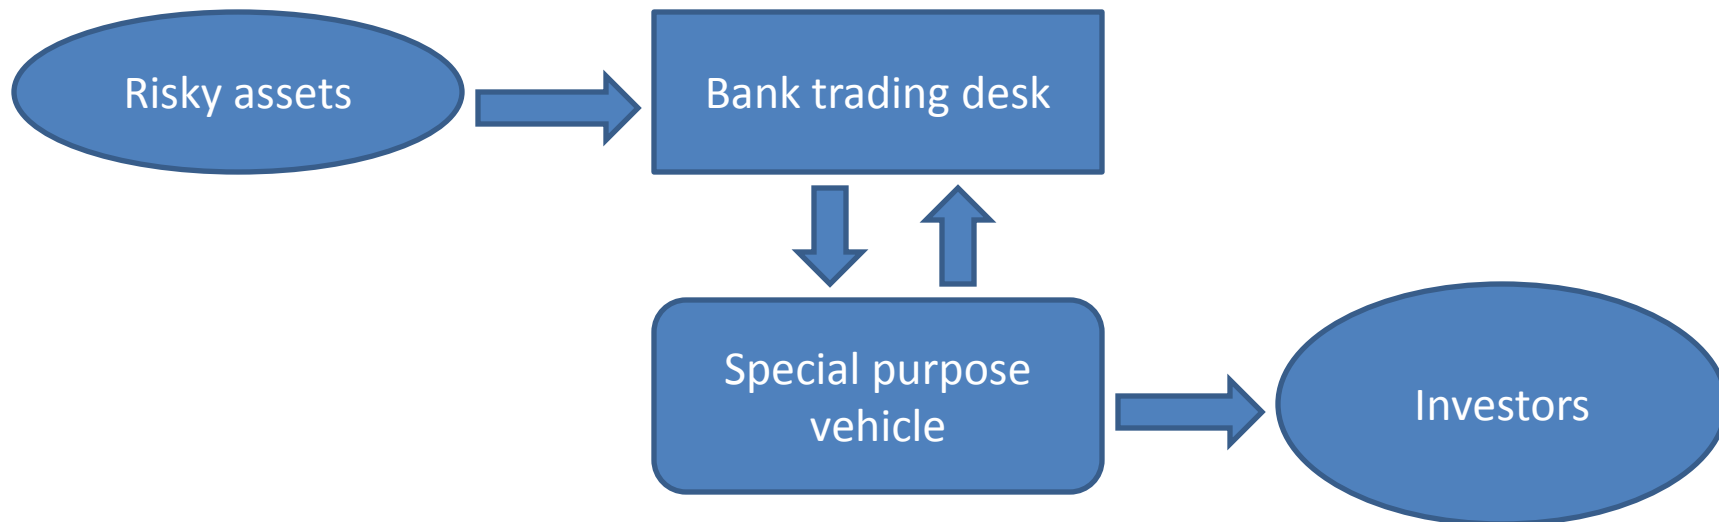 Risky assets
Bank trading desk
Special purpose
vehicle
Investors